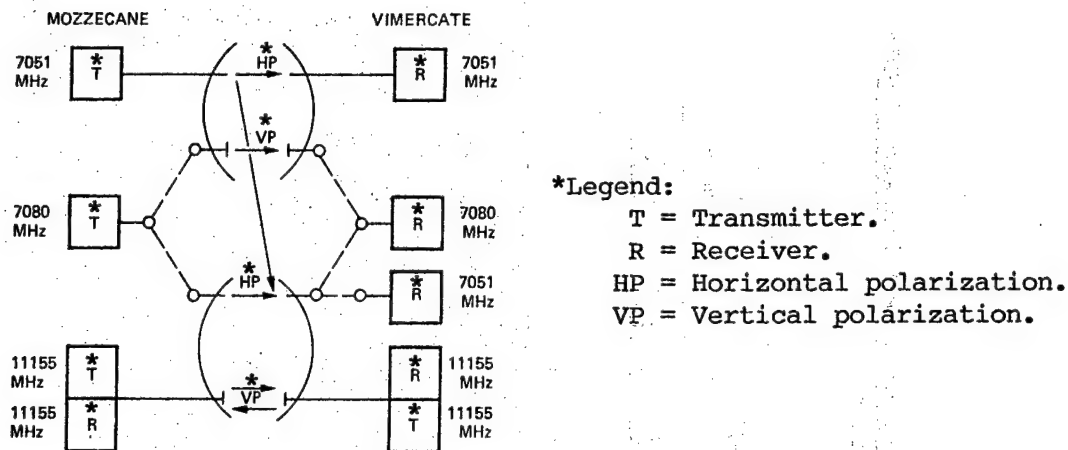 MOZZECANE
VIMERCATE
7051
MHz
*
T
*
HP
*
R
7051
MHz
*
VP
7080
MHz
*
T
*
R
7080
MHz
*
HP
*
R
7051
MHz
11155
MHz
*
T
*
VP
*
R
11155
MHz
11155
MHz
*
R
*
T
11155
MHz
*Legend:
T = Transmitter.
R = Receiver.
HP = Horizontal polarization.
VP = Vertical polarization.